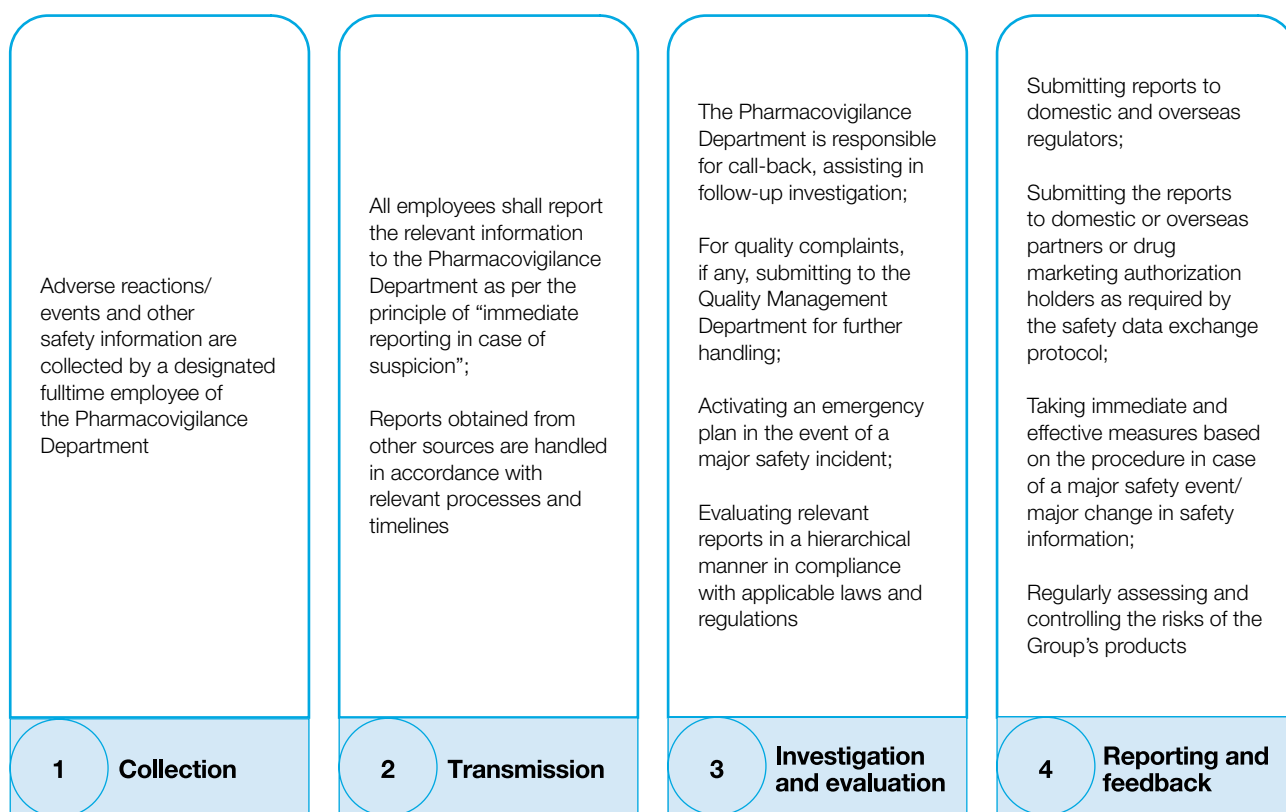 Adverse reactions/
events and other
safety information are
collected by a designated
fulltime employee of
the Pharmacovigilance
Department
1 Collection
All employees shall report
the relevant information
to the Pharmacovigilance
Department as per the
principle of “immediate
reporting in case of
suspicion”;
Reports obtained from
other sources are handled
in accordance with
relevant processes and
timelines
2 Transmission
The Pharmacovigilance
Department is responsible
for call-back, assisting in
follow-up investigation;
For quality complaints,
if any, submitting to the
Quality Management
Department for further
handling;
Activating an emergency
plan in the event of a
major safety incident;
Evaluating relevant
reports in a hierarchical
manner in compliance
with applicable laws and
regulations
3 Investigation
and evaluation
Submitting reports to
domestic and overseas
regulators;
Submitting the reports
to domestic or overseas
partners or drug
marketing authorization
holders as required by
the safety data exchange
protocol;
Taking immediate and
effective measures based
on the procedure in case
of a major safety event/
major change in safety
information;
Regularly assessing and
controlling the risks of the
Group’s products
4 Reporting and
feedback